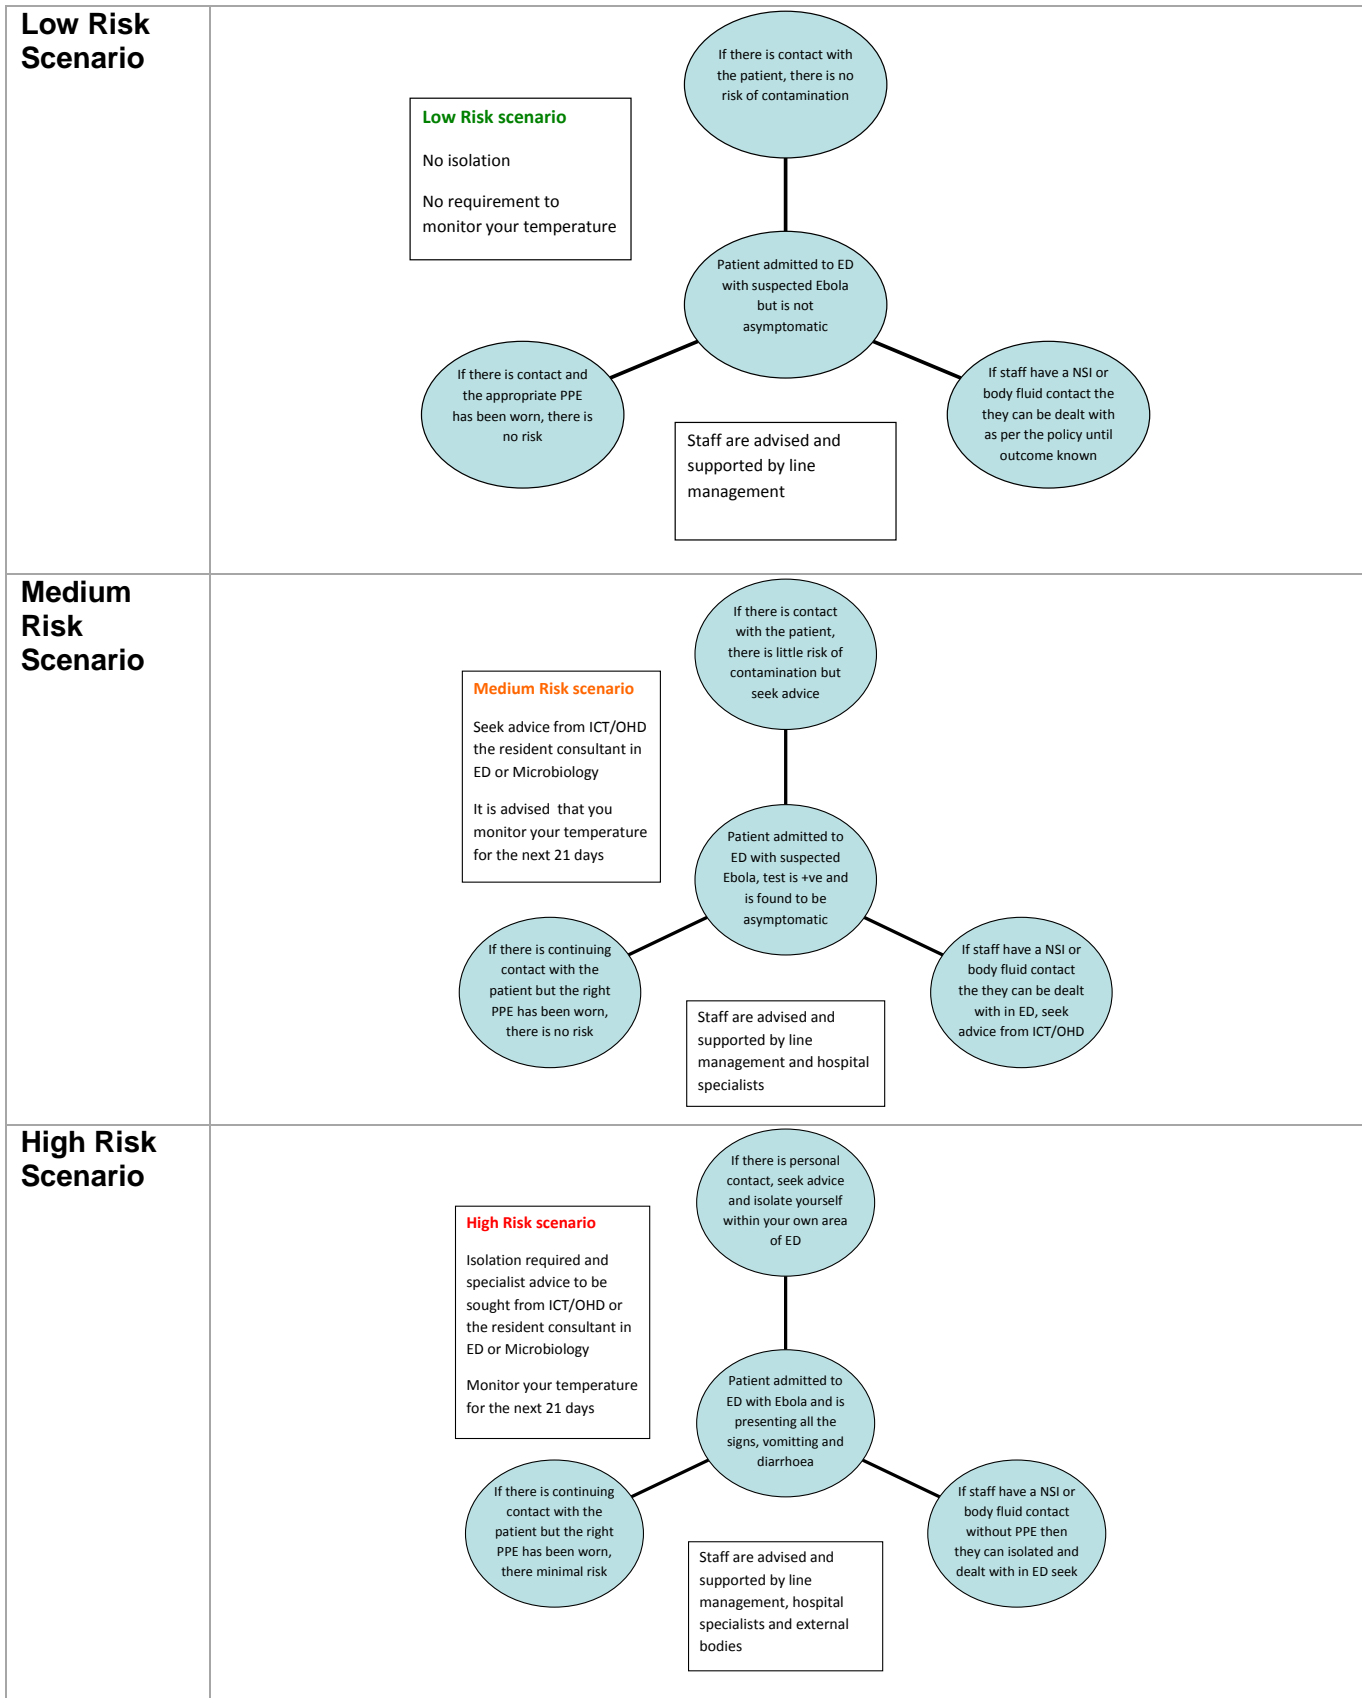 Low Risk
Scenario
If there is contact with
the patient, there is no
risk of contamination
Low Risk scenario
No isolation
No requirement to
monitor your temperature
Patient admitted to ED
with suspected Ebola
but is not
asymptomatic
If there is contact and
the appropriate PPE
has been worn, there is
no risk
If staff have a NSI or
body fluid contact the
they can be dealt with
as per the policy until
outcome known
Staff are advised and
supported by line
management
Medium
Risk
Scenario
If there is contact
with the patient,
there is little risk of
contamination but
seek advice
Medium Risk scenario
Seek advice from ICT/OHD
the resident consultant in
ED or Microbiology
It is advised that you
monitor your temperature
for the next 21 days
Patient admitted to
ED with suspected
Ebola, test is +ve and
is found to be
asymptomatic
If there is continuing
contact with the
patient but the right
PPE has been worn,
there is no risk
If staff have a NSI or
body fluid contact
the they can be dealt
with in ED, seek
advice from ICT/OHD
Staff are advised and
supported by line
management and hospital
specialists
High Risk
Scenario
If there is personal
contact, seek advice
and isolate yourself
within your own area
of ED
High Risk scenario
Isolation required and
specialist advice to be
sought from ICT/OHD or
the resident consultant in
ED or Microbiology
Monitor your temperature
for the next 21 days
Patient admitted to
ED with Ebola and is
presenting all the
signs, vomitting and
diarrhoea
If there is continuing
contact with the
patient but the right
PPE has been worn,
there minimal risk
If staff have a NSI or
body fluid contact
without PPE then
they can isolated and
dealt with in ED seek
Staff are advised and
supported by line
management, hospital
specialists and external
bodies